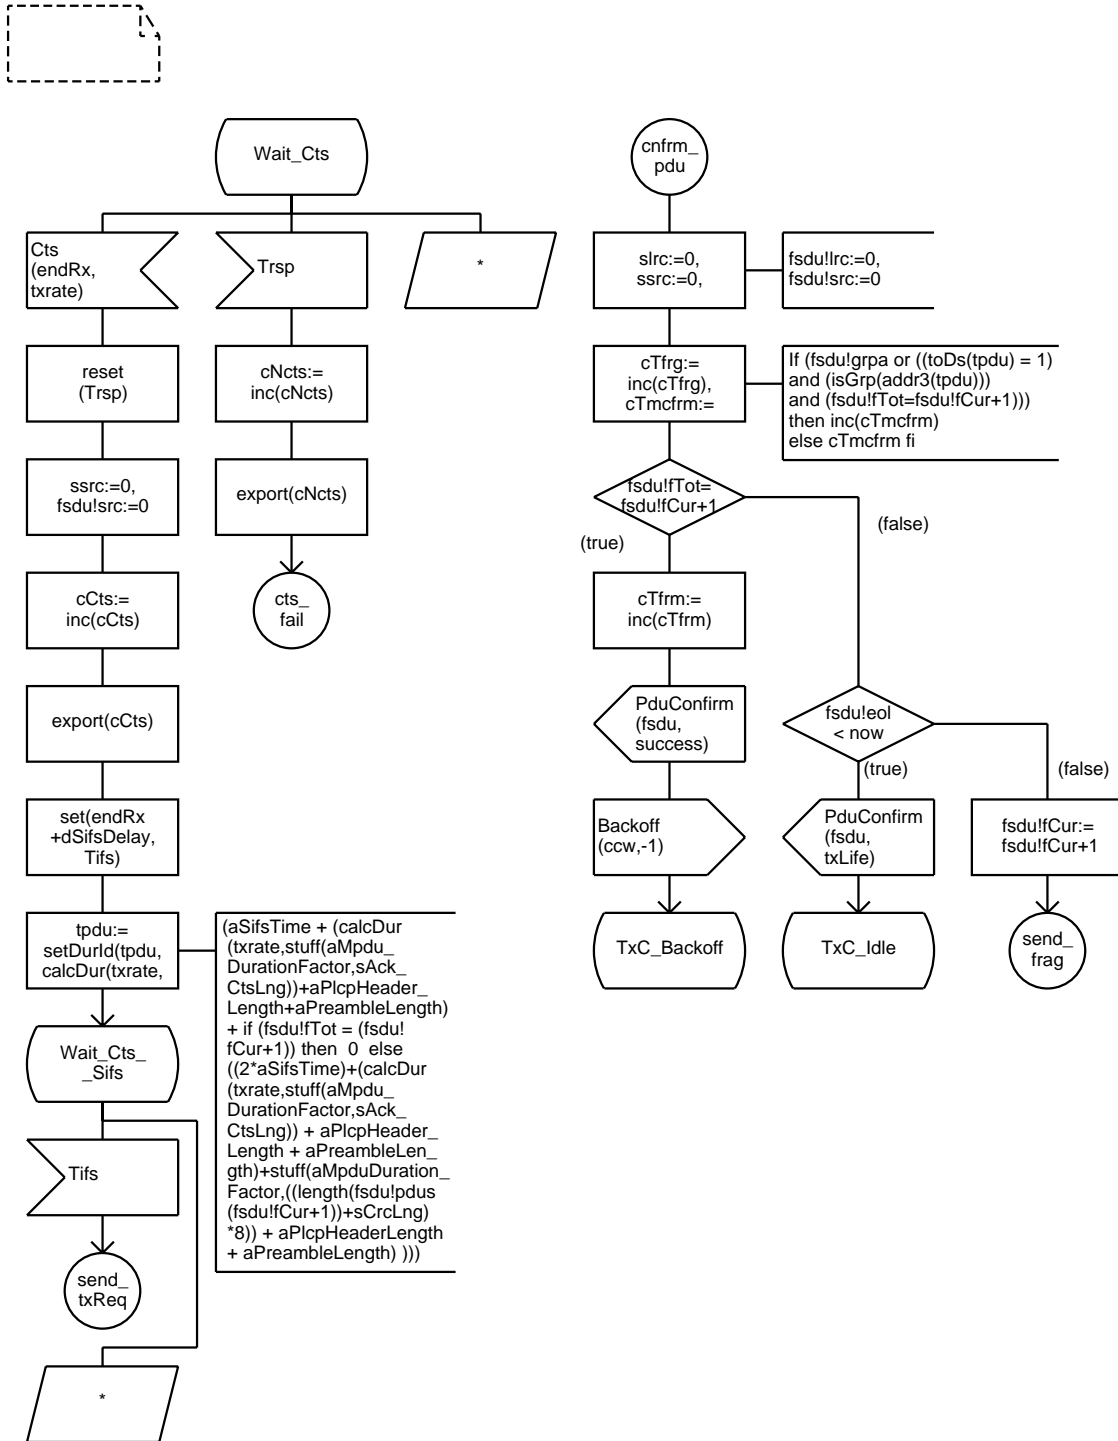 Wait_Cts
Cts
(endRx,
txrate)
Trsp
*
reset
(Trsp)
cNcts:=
inc(cNcts)
ssrc:=0,
fsdu!src:=0
export(cNcts)
cCts:=
inc(cCts)
cts_
fail
export(cCts)
set(endRx
+dSifsDelay,
Tifs)
tpdu:=
setDurId(tpdu,
calcDur(txrate,
(aSifsTime + (calcDur
(txrate,stuff(aMpdu_
DurationFactor,sAck_
CtsLng))+aPlcpHeader_
Length+aPreambleLength)
+ if (fsdu!fTot = (fsdu!
fCur+1)) then 0 else
((2*aSifsTime)+(calcDur
(txrate,stuff(aMpdu_
DurationFactor,sAck_
CtsLng)) + aPlcpHeader_
Length + aPreambleLen_
gth)+stuff(aMpduDuration_
Factor,((length(fsdu!pdus
(fsdu!fCur+1))+sCrcLng)
*8)) + aPlcpHeaderLength
+ aPreambleLength) )))
Wait_Cts_
_Sifs
Tifs
send_
txReq
*
cnfrm_
pdu
slrc:=0,
ssrc:=0,
fsdu!lrc:=0,
fsdu!src:=0
cTfrg:=
inc(cTfrg),
cTmcfrm:=
If (fsdu!grpa or ((toDs(tpdu) = 1)
and (isGrp(addr3(tpdu)))
and (fsdu!fTot=fsdu!fCur+1)))
then inc(cTmcfrm)
else cTmcfrm fi
fsdu!fTot=
fsdu!fCur+1
(true)
(false)
cTfrm:=
inc(cTfrm)
PduConfirm
(fsdu,
success)
Backoff
(ccw,-1)
TxC_Backoff
fsdu!eol
< now
(true)
(false)
PduConfirm
(fsdu,
txLife)
TxC_Idle
fsdu!fCur:=
fsdu!fCur+1
send_
frag